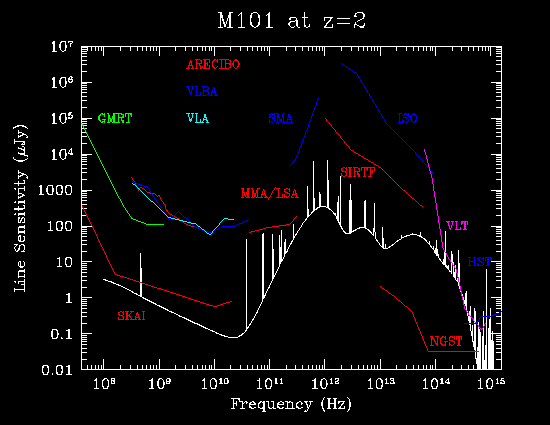 M101 at z=2
10⁷
ARECIBO
10⁶
VLBA
10⁵
GMRT VLA SMA ISO
10⁴
SIRTF
1000
MMA/LSA
100
VLT
10
HST
1
SKAI
0.1
NGST
0.01
10⁸ 10⁹ 10¹⁰ 10¹¹ 10¹² 10¹³ 10¹⁴ 10¹⁵
Frequency (Hz)
Line Sensitivity (μJy)